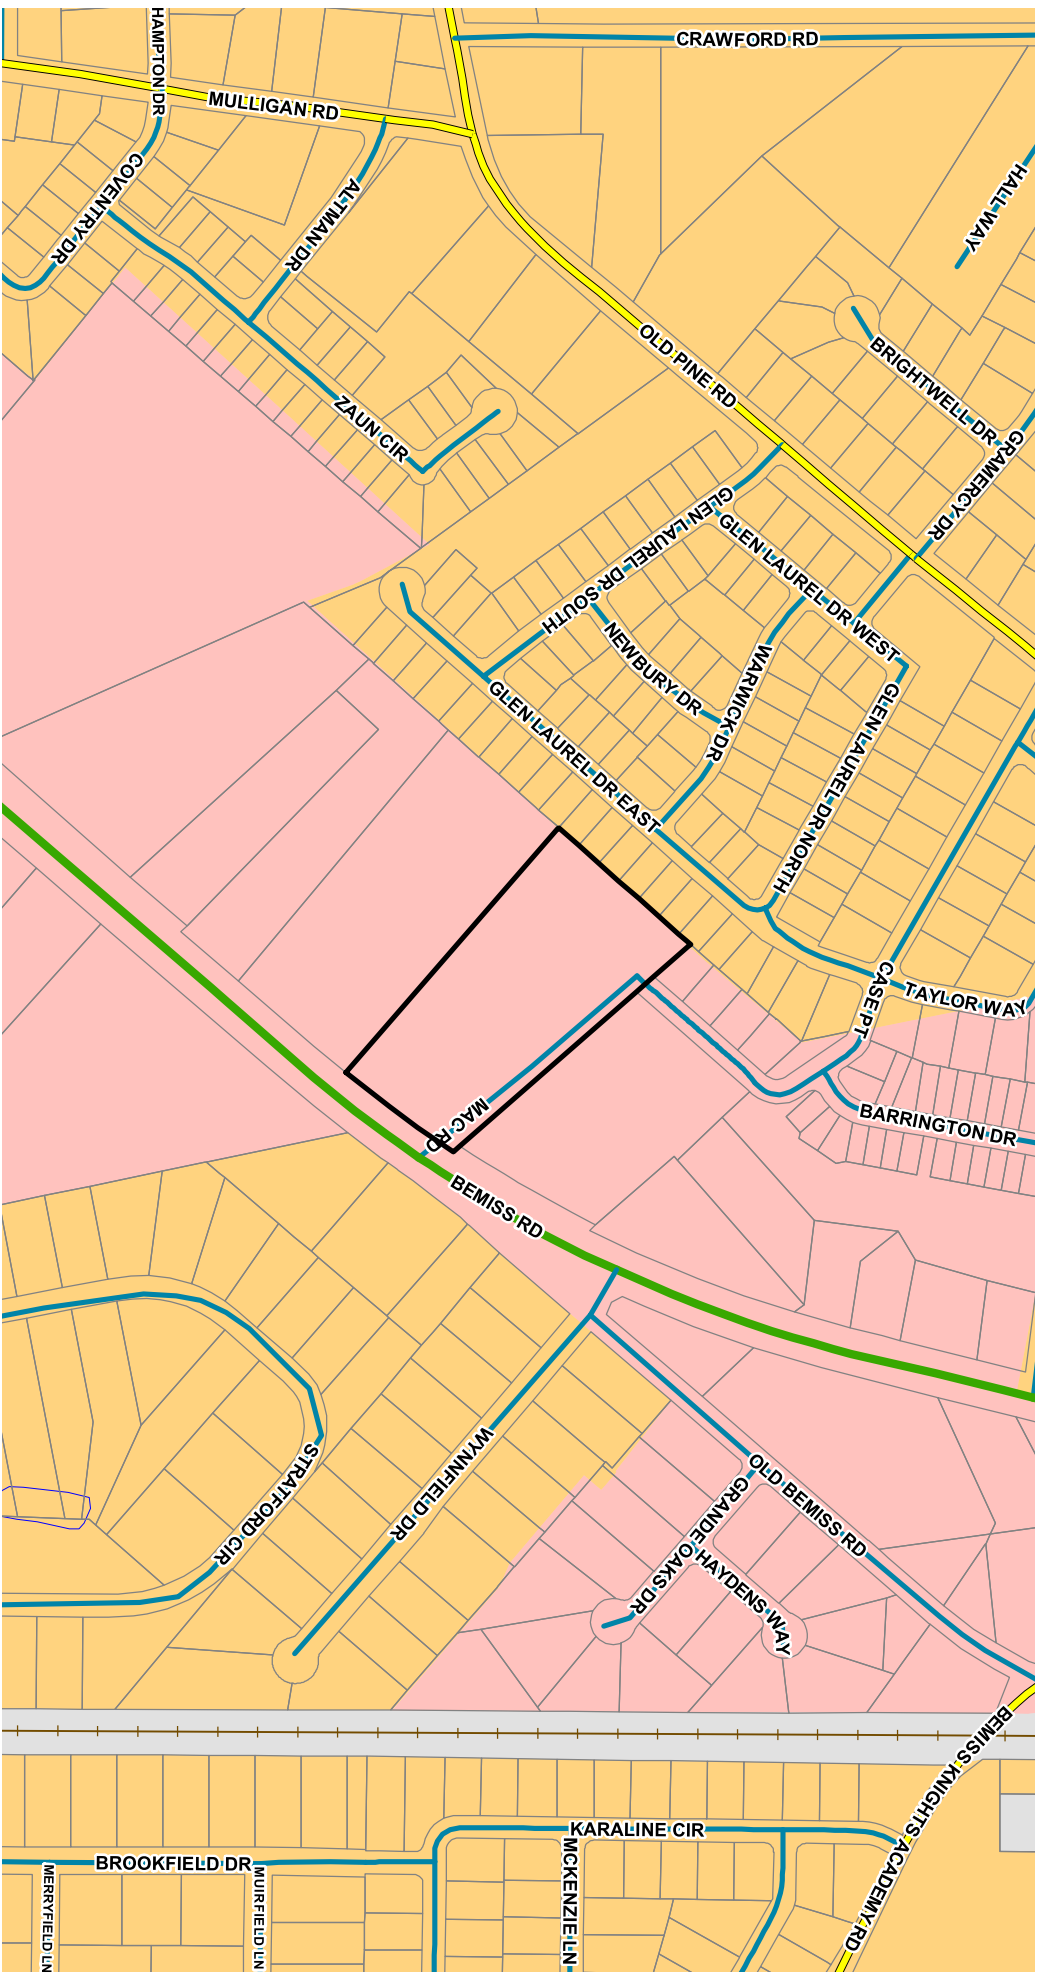 HAMPTON DR
CRAWFORD RD
MULLIGAN RD
COVENTRY DR
ALTMAN DR
HALL WAY
OLD PINE RD
BRIGHTWELL DR
ZAUN CIR
GRAMERCY DR
GLEN LAUREL DR SOUTH
GLEN LAUREL DR WEST
NEWBURY DR
WARWICK DR
GLEN LAUREL DR EAST
GLEN LAUREL DR NORTH
CASE PT
TAYLOR WAY
MAC RD
BARRINGTON DR
BEMISS RD
WYNNFIELD DR
STRATFORD CIR
OLD BEMISS RD
GRANDE OAKS DR
HAYDENS WAY
BEMISS KNIGHTS ACADEMY RD
KARALINE CIR
BROOKFIELD DR
MERRYFIELD LN
MUIRFIELD LN
MCKENZIE LN